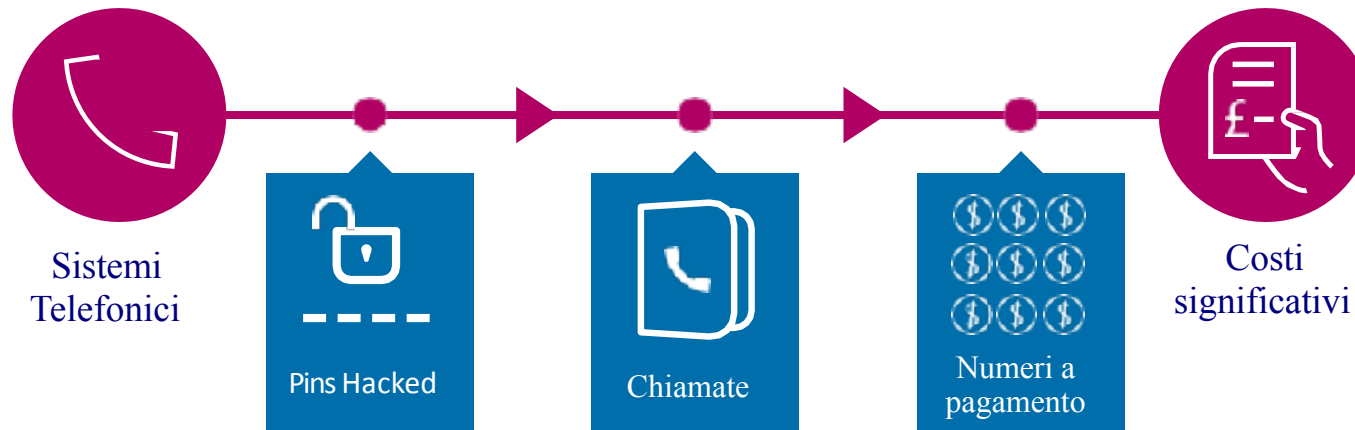 Sistemi
Telefonici
Pins Hacked
Chiamate
Numeri a
pagamento
£
Costi
significativi